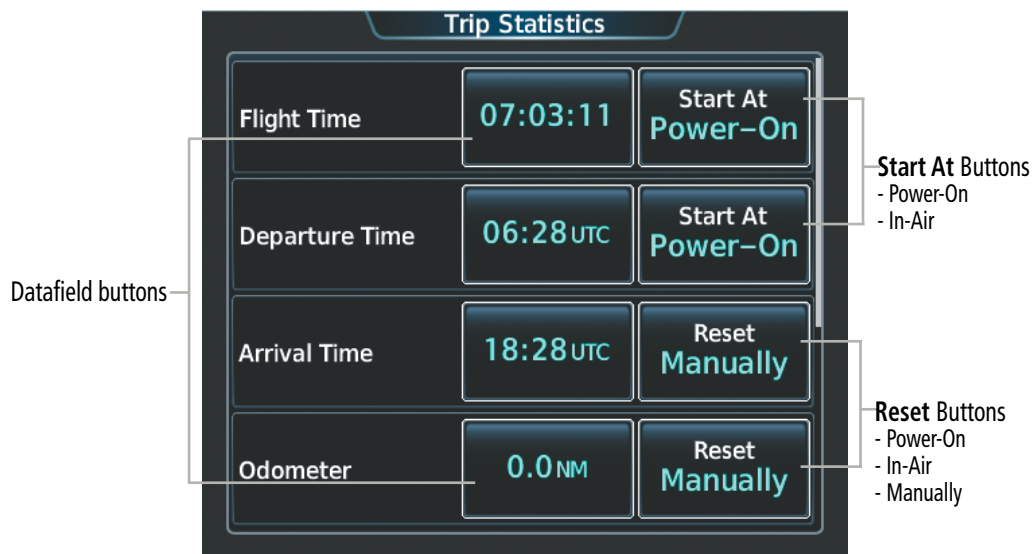 Trip Statistics
Flight Time
07:03:11
Start At
Power-On
Departure Time
06:28UTC
Start At
Power-On
Arrival Time
18:28UTC
Reset
Manually
Odometer
0.0NM
Reset
Manually
Datafield buttons
Start At Buttons
- Power-On
- In-Air
Reset Buttons
- Power-On
- In-Air
- Manually